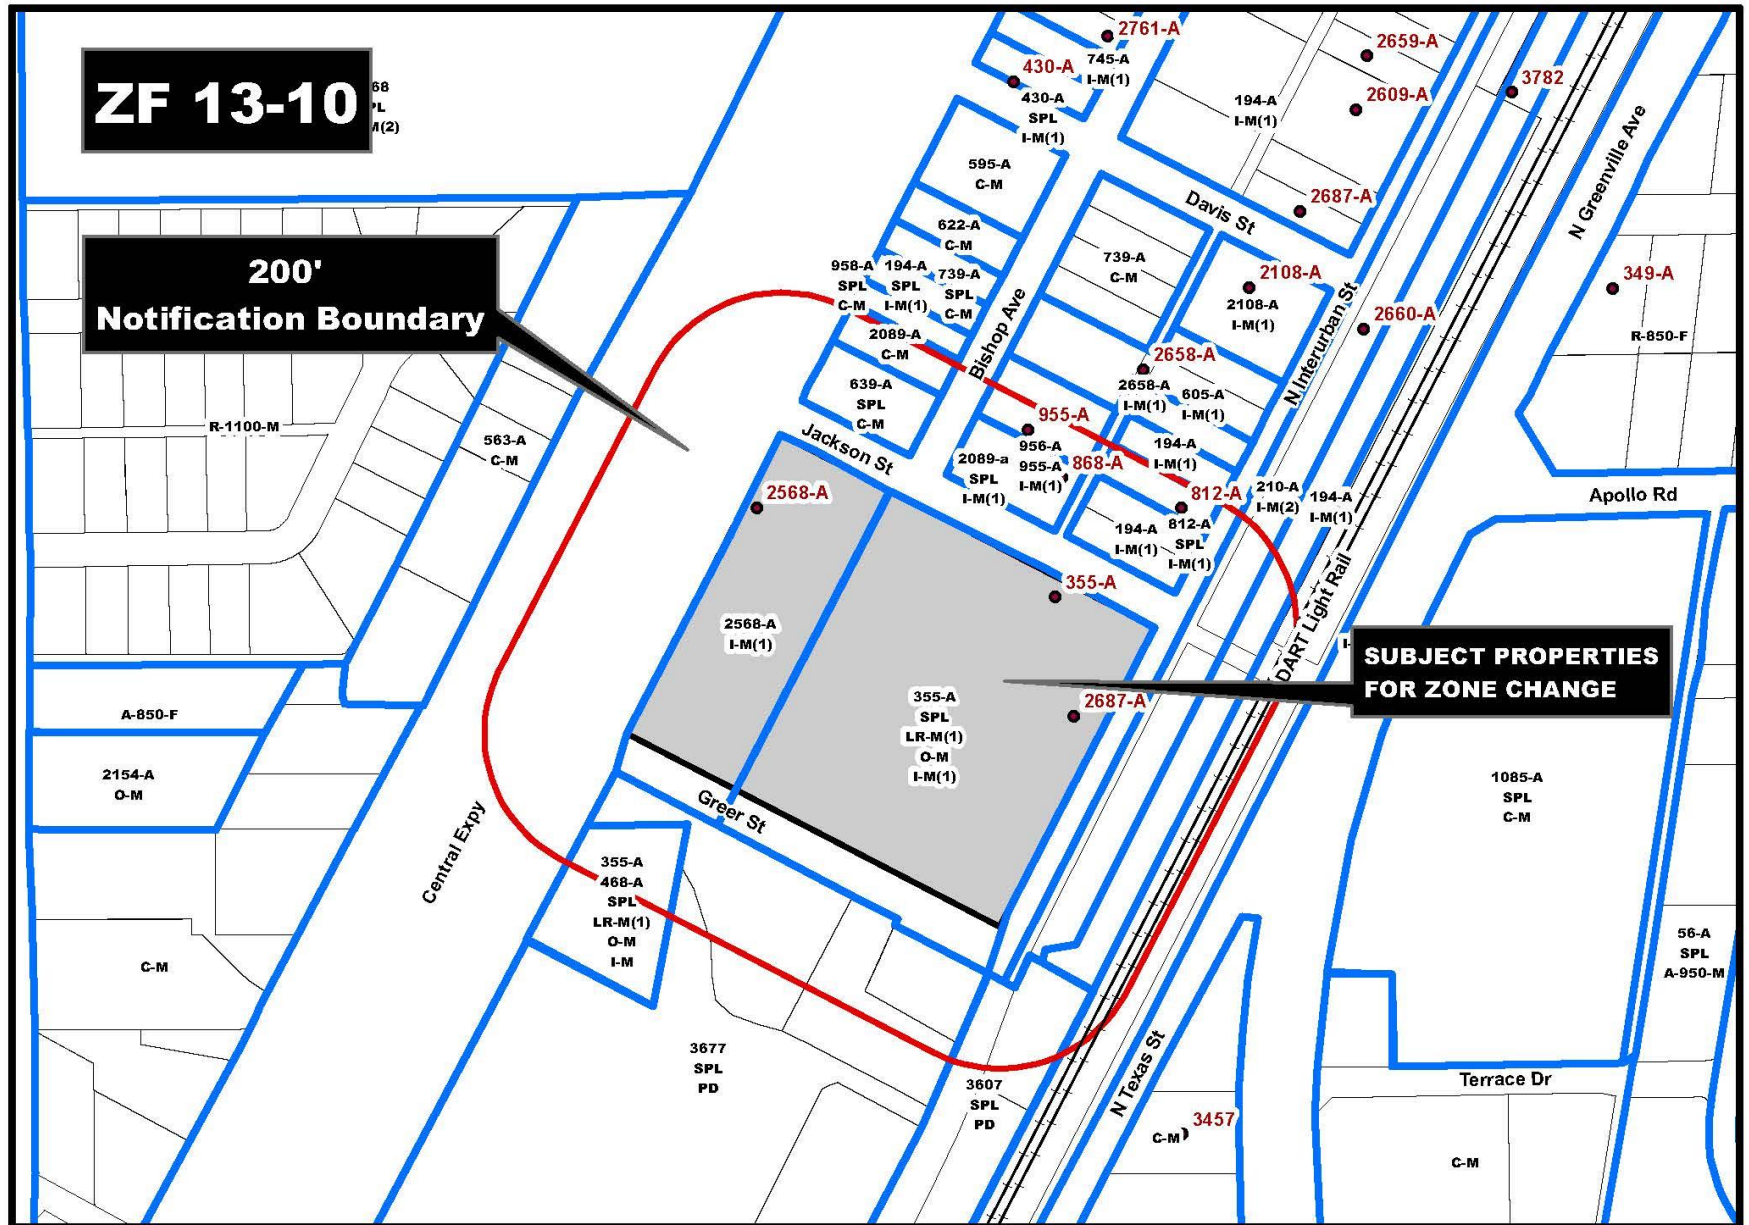 ZF 13-10
68
PL
M(2)
2761-A
745-A
I-M(1)
430-A
430-A
SPL
I-M(1)
2659-A
2609-A
194-A
I-M(1)
3782
N Greenville Ave
595-A
C-M
2687-A
Davis St
622-A
C-M
200'
Notification Boundary
958-A
SPL
C-M
194-A
SPL
I-M(1)
739-A
SPL
C-M
739-A
C-M
2108-A
2108-A
I-M(1)
349-A
R-850-F
2660-A
N Interurban St
Bishop Ave
2089-A
C-M
639-A
SPL
C-M
2658-A
2658-A
I-M(1)
605-A
I-M(1)
R-1100-M
563-A
C-M
Jackson St
955-A
956-A
955-A
I-M(1)
868-A
2089-a
SPL
I-M(1)
194-A
I-M(1)
812-A
812-A
SPL
I-M(1)
194-A
I-M(1)
210-A
I-M(2)
194-A
I-M(1)
Apollo Rd
2568-A
2568-A
I-M(1)
355-A
DART Light Rail
SUBJECT PROPERTIES
FOR ZONE CHANGE
355-A
SPL
LR-M(1)
O-M
I-M(1)
2687-A
A-850-F
2154-A
O-M
1085-A
SPL
C-M
Greer St
Central Expy
355-A
468-A
SPL
LR-M(1)
O-M
I-M
C-M
56-A
SPL
A-950-M
3677
SPL
PD
3607
SPL
PD
N Texas St
Terrace Dr
3457
C-M
C-M